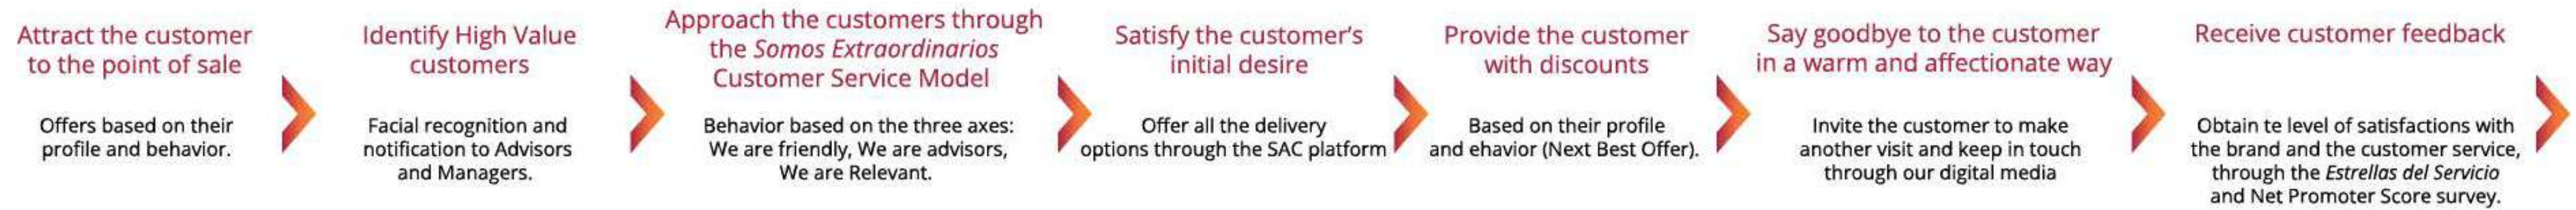 Attract the customer
to the point of sale
Offers based on their
profile and behavior.
Identify High Value
customers
Facial recognition and
notification to Advisors
and Managers.
Approach the customers through
the Somos Extraordinarios
Customer Service Model
Behavior based on the three axes:
We are friendly, We are advisors,
We are Relevant.
Satisfy the customer's
initial desire
Offer all the delivery
options through the SAC platform
Provide the customer
with discounts
Based on their profile
and ehavior (Next Best Offer).
Say goodbye to the customer
in a warm and affectionate way
Invite the customer to make
another visit and keep in touch
through our digital media
Receive customer feedback
Obtain te level of satisfactions with
the brand and the customer service,
through the Estrellas del Servicio
and Net Promoter Score survey.